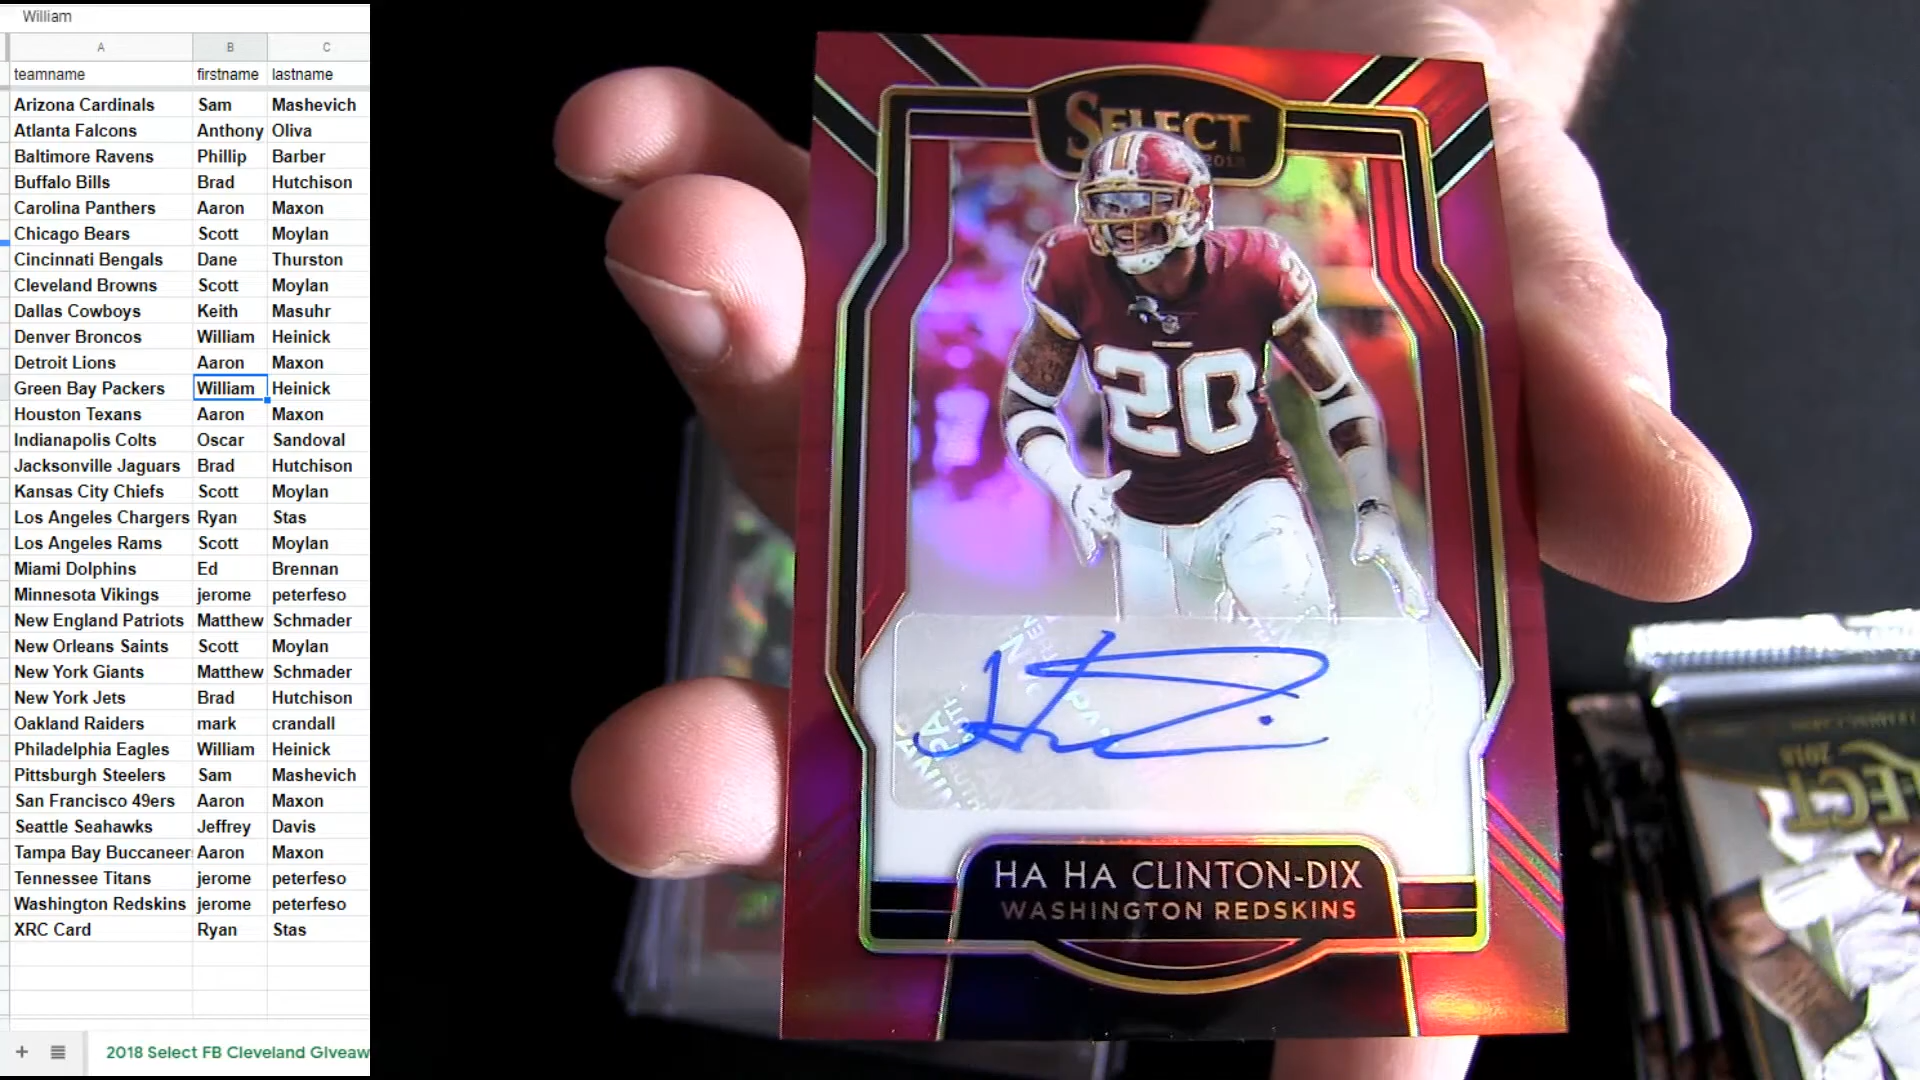 William
A B C
teamname firstname lastname
Arizona Cardinals Sam Mashevich
Atlanta Falcons Anthony Oliva
Baltimore Ravens Phillip Barber
Buffalo Bills Brad Hutchison
Carolina Panthers Aaron Maxon
Chicago Bears Scott Moylan
Cincinnati Bengals Dane Thurston
Cleveland Browns Scott Moylan
Dallas Cowboys Keith Masuhr
Denver Broncos William Heinick
Detroit Lions Aaron Maxon
Green Bay Packers William Heinick
Houston Texans Aaron Maxon
Indianapolis Colts Oscar Sandoval
Jacksonville Jaguars Brad Hutchison
Kansas City Chiefs Scott Moylan
Los Angeles Chargers Ryan Stas
Los Angeles Rams Scott Moylan
Miami Dolphins Ed Brennan
Minnesota Vikings jerome peterfeso
New England Patriots Matthew Schmader
New Orleans Saints Scott Moylan
New York Giants Matthew Schmader
New York Jets Brad Hutchison
Oakland Raiders mark crandall
Philadelphia Eagles William Heinick
Pittsburgh Steelers Sam Mashevich
San Francisco 49ers Aaron Maxon
Seattle Seahawks Jeffrey Davis
Tampa Bay Buccaneer Aaron Maxon
Tennessee Titans jerome peterfeso
Washington Redskins jerome peterfeso
XRC Card Ryan Stas
2018 Select FB Cleveland GIveaw
SELECT
2018
20
20
HA HA CLINTON-DIX
WASHINGTON REDSKINS
2018
ECT